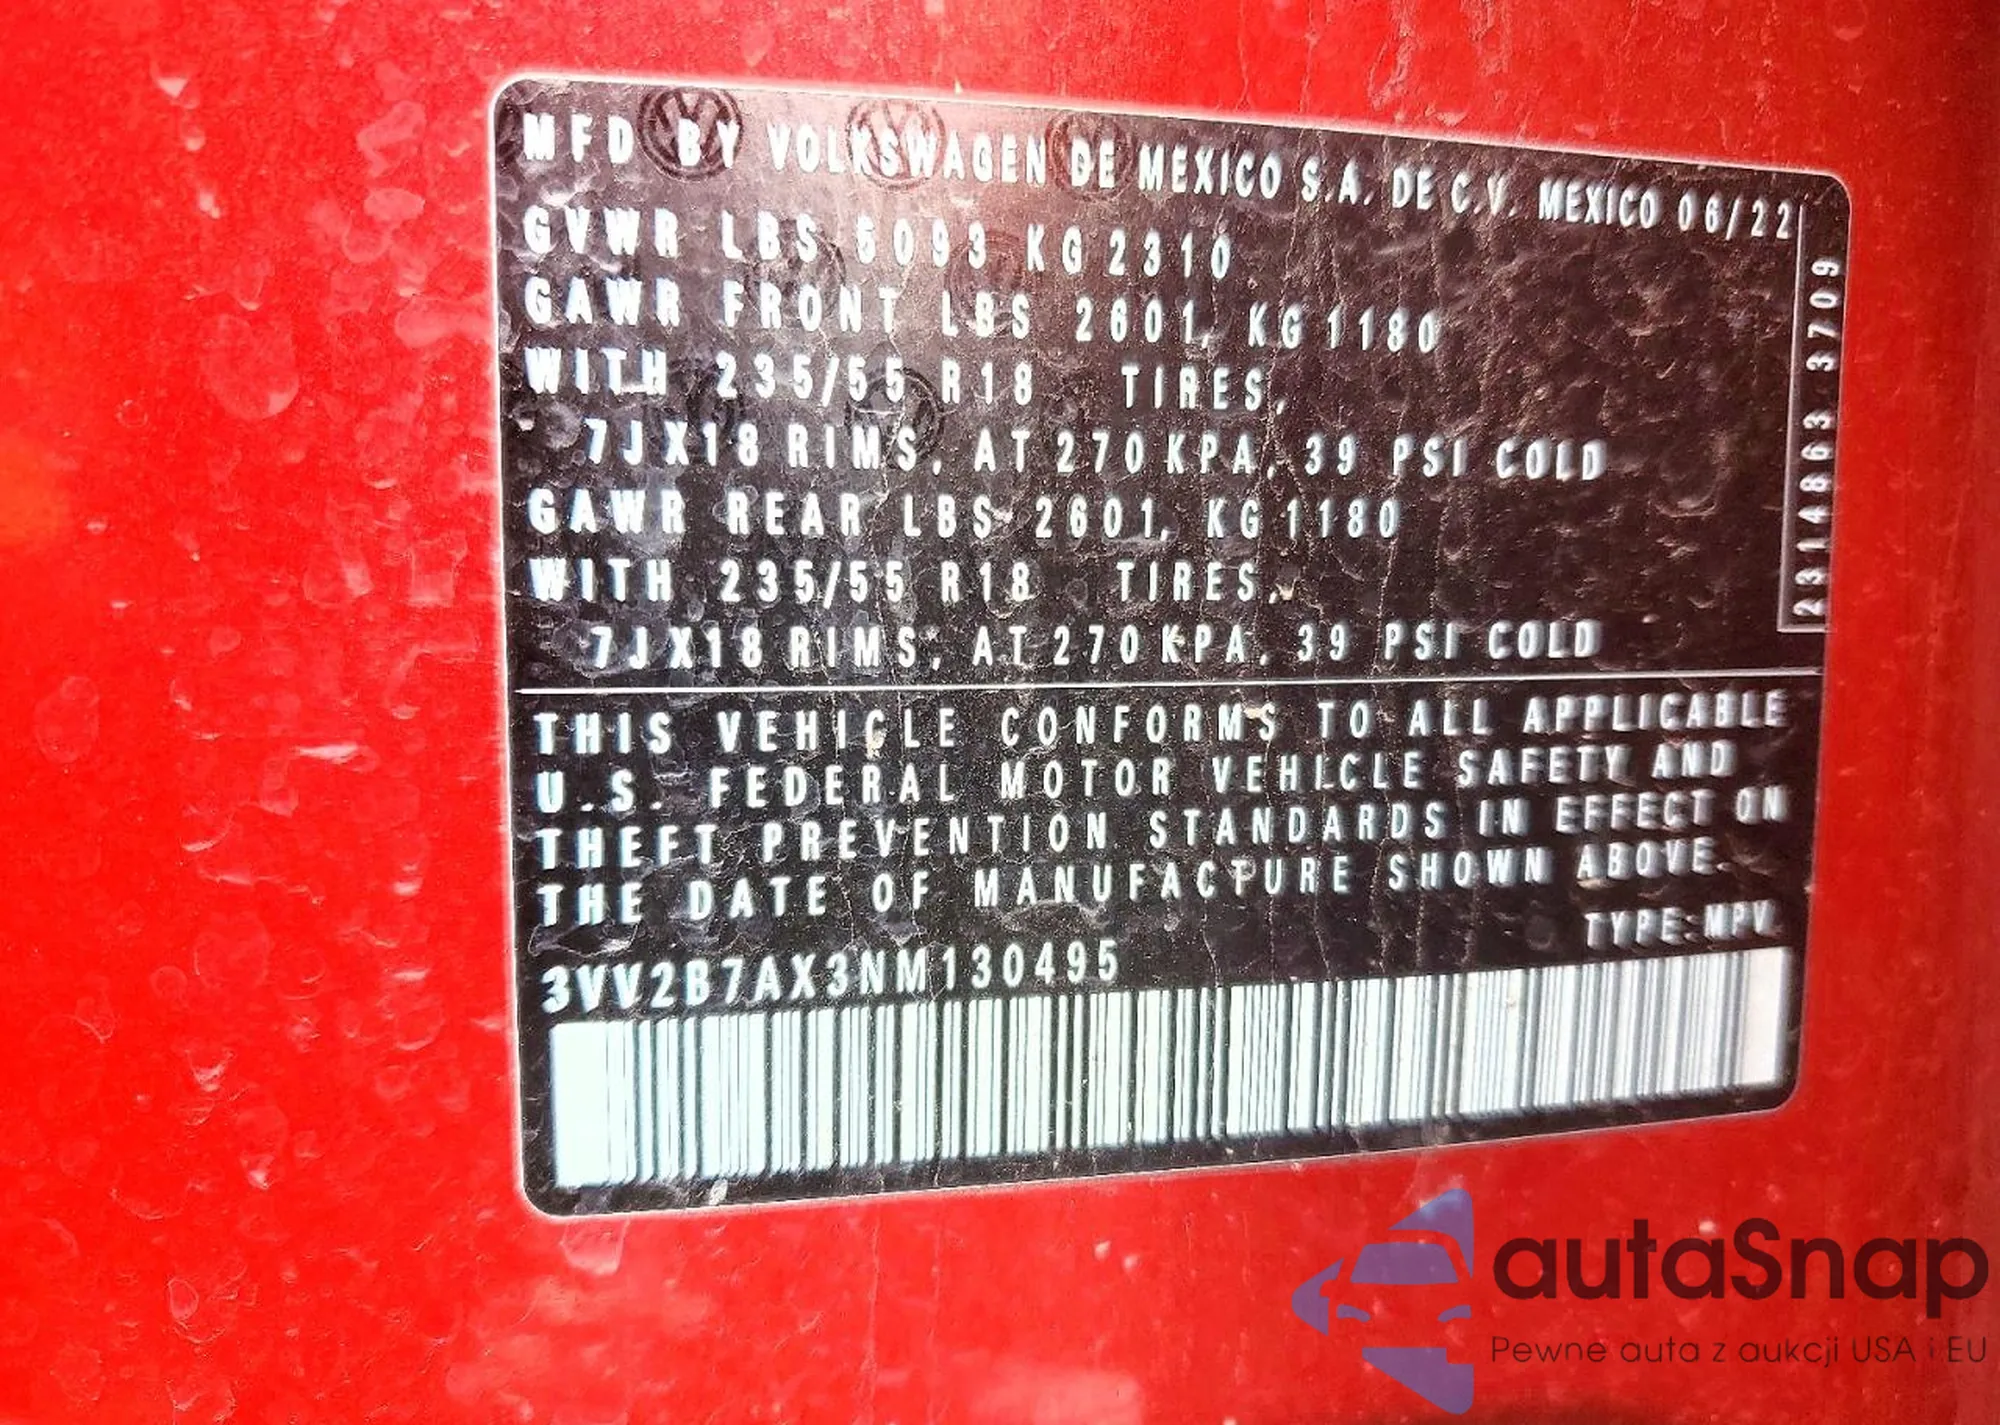 MFD BY VOLKSWAGEN DE MEXICO S.A. DE C.V. MEXICO 06/22
GVWR LBS 5093 KG 2310
GAWR FRONT LBS 2601, KG 1180
WITH 235/55 R18 TIRES,
7JX18 RIMS, AT 270 KPA, 39 PSI COLD
GAWR REAR LBS 2601, KG 1180
WITH 235/55 R18 TIRES,
7JX18 RIMS, AT 270 KPA, 39 PSI COLD
2314863 3709
THIS VEHICLE CONFORMS TO ALL APPLICABLE
U.S. FEDERAL MOTOR VEHICLE SAFETY AND
THEFT PREVENTION STANDARDS IN EFFECT ON
THE DATE OF MANUFACTURE SHOWN ABOVE.
TYPE: MPV
3VV2B7AX3NM130495
autaSnap
Pewne auta z aukcji USA i EU